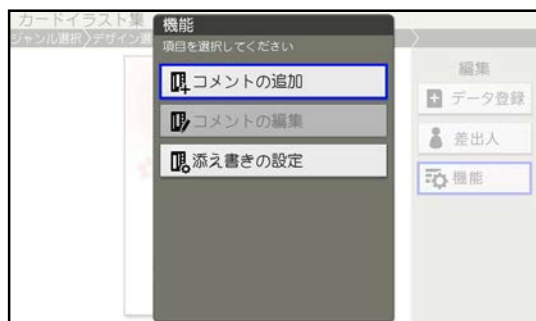 カードイラスト集
ジャンル選択〉デザイン選
機能
項目を選択してください
コメントの追加
コメントの編集
添え書きの設定
編集
データ登録
差出人
機能